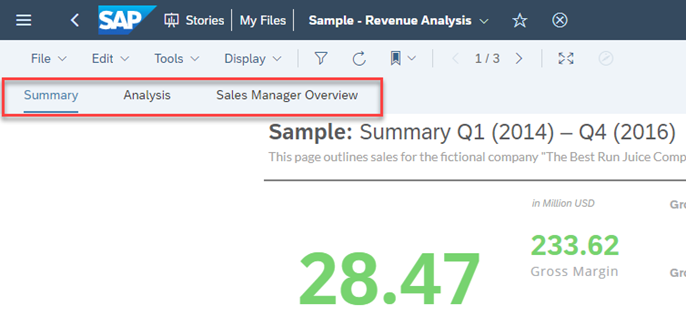 SAP Stories My Files Sample - Revenue Analysis
File Edit Tools Display 1 / 3
Summary Analysis Sales Manager Overview
Sample: Summary Q1 (2014) – Q4 (2016)
This page outlines sales for the fictional company "The Best Run Juice Comp
in Million USD Gro
28.47 233.62
Gross Margin Gro